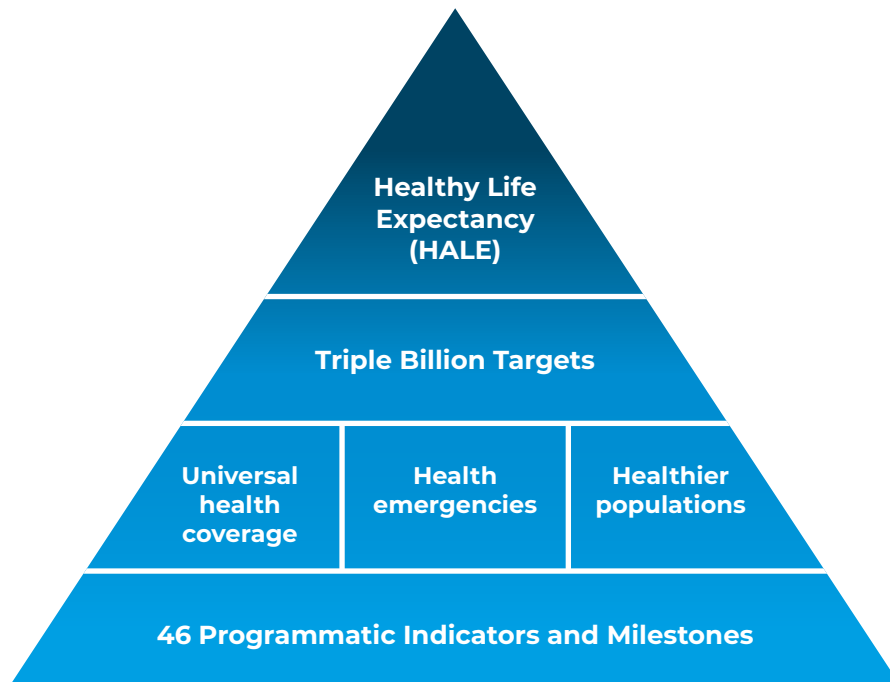 Healthy Life
Expectancy
(HALE)
Triple Billion Targets
Universal
health
coverage
Health
emergencies
Healthier
populations
46 Programmatic Indicators and Milestones